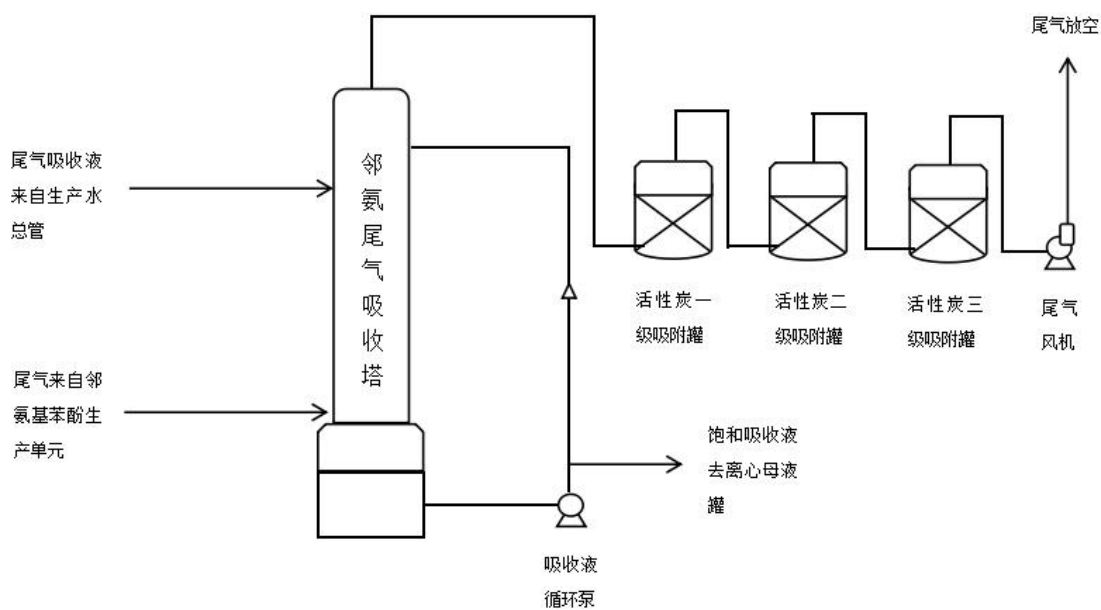 尾气放空
尾气吸收液
来自生产水
总管
邻
氨
尾
气
吸
收
塔
活性炭一
级吸附罐
活性炭二
级吸附罐
活性炭三
级吸附罐
尾气
风机
尾气来自邻
氨基苯酚生
产单元
饱和吸收液
去离心母液
罐
吸收液
循环泵